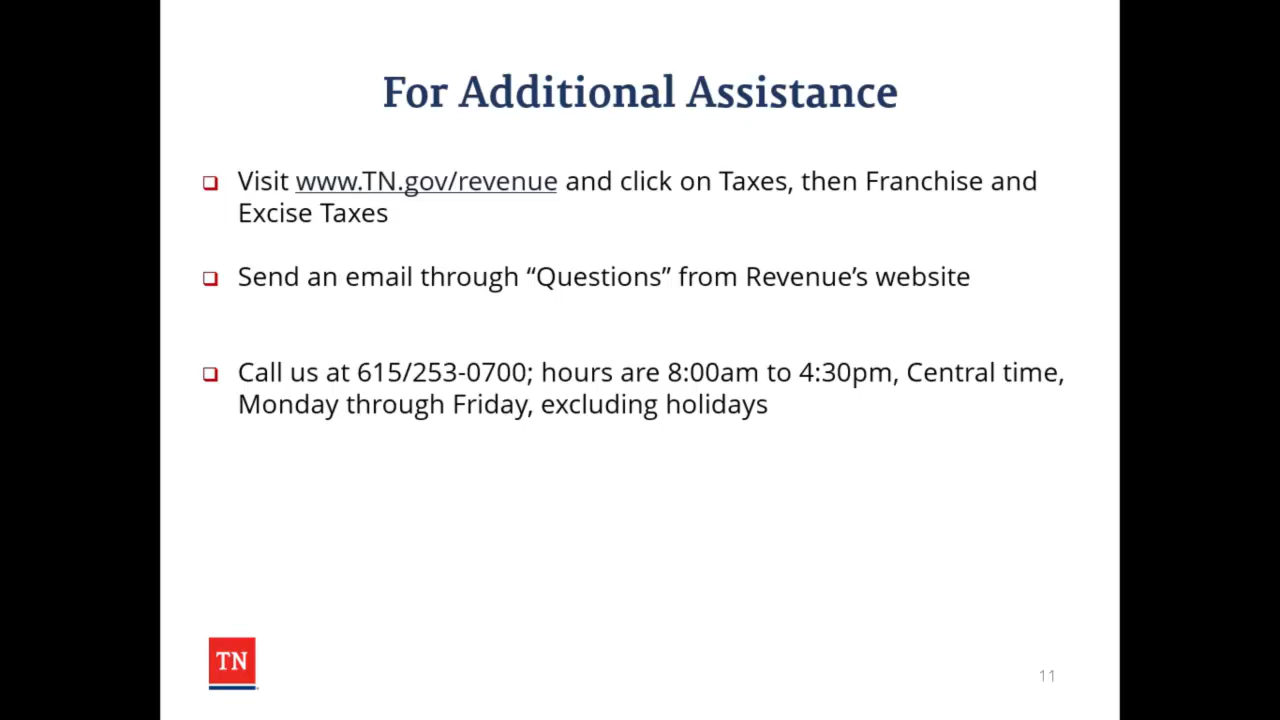 For Additional Assistance
Visit www.TN.gov/revenue and click on Taxes, then Franchise and
Excise Taxes
Send an email through “Questions” from Revenue’s website
Call us at 615/253-0700; hours are 8:00am to 4:30pm, Central time,
Monday through Friday, excluding holidays
TN
11